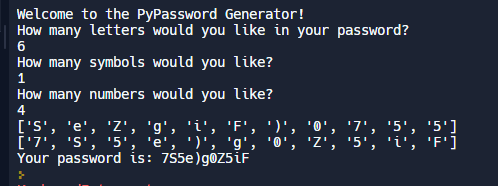 Welcome to the PyPassword Generator!
How many letters would you like in your password?
6
How many symbols would you like?
1
How many numbers would you like?
4
['S', 'e', 'Z', 'g', 'i', 'F', ')', '0', '7', '5', '5']
['7', 'S', '5', 'e', ')', 'g', '0', 'Z', '5', 'i', 'F']
Your password is: 7S5e)g0Z5iF